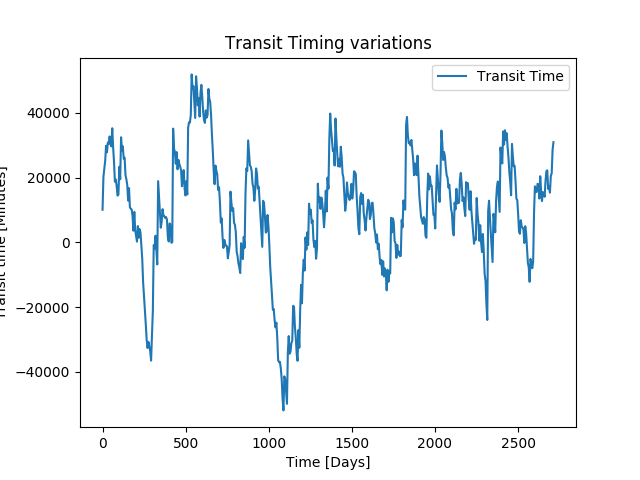 Transit Timing variations
Transit Time
40000
20000
0
−20000
−40000
Transit time [Minutes]
0 500 1000 1500 2000 2500
Time [Days]